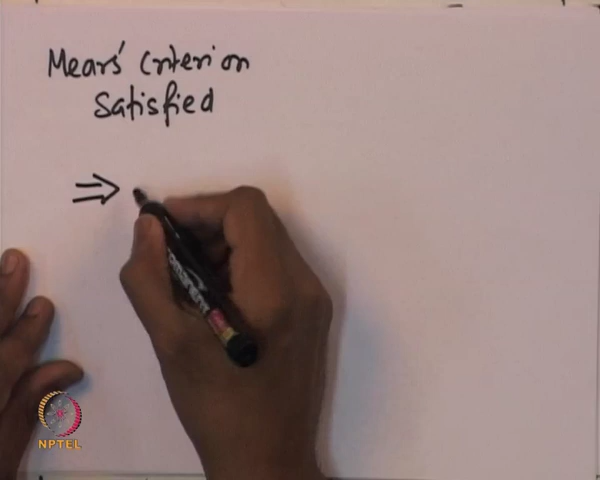 Mears' Criterion
Satisfied
⇒
NPTEL